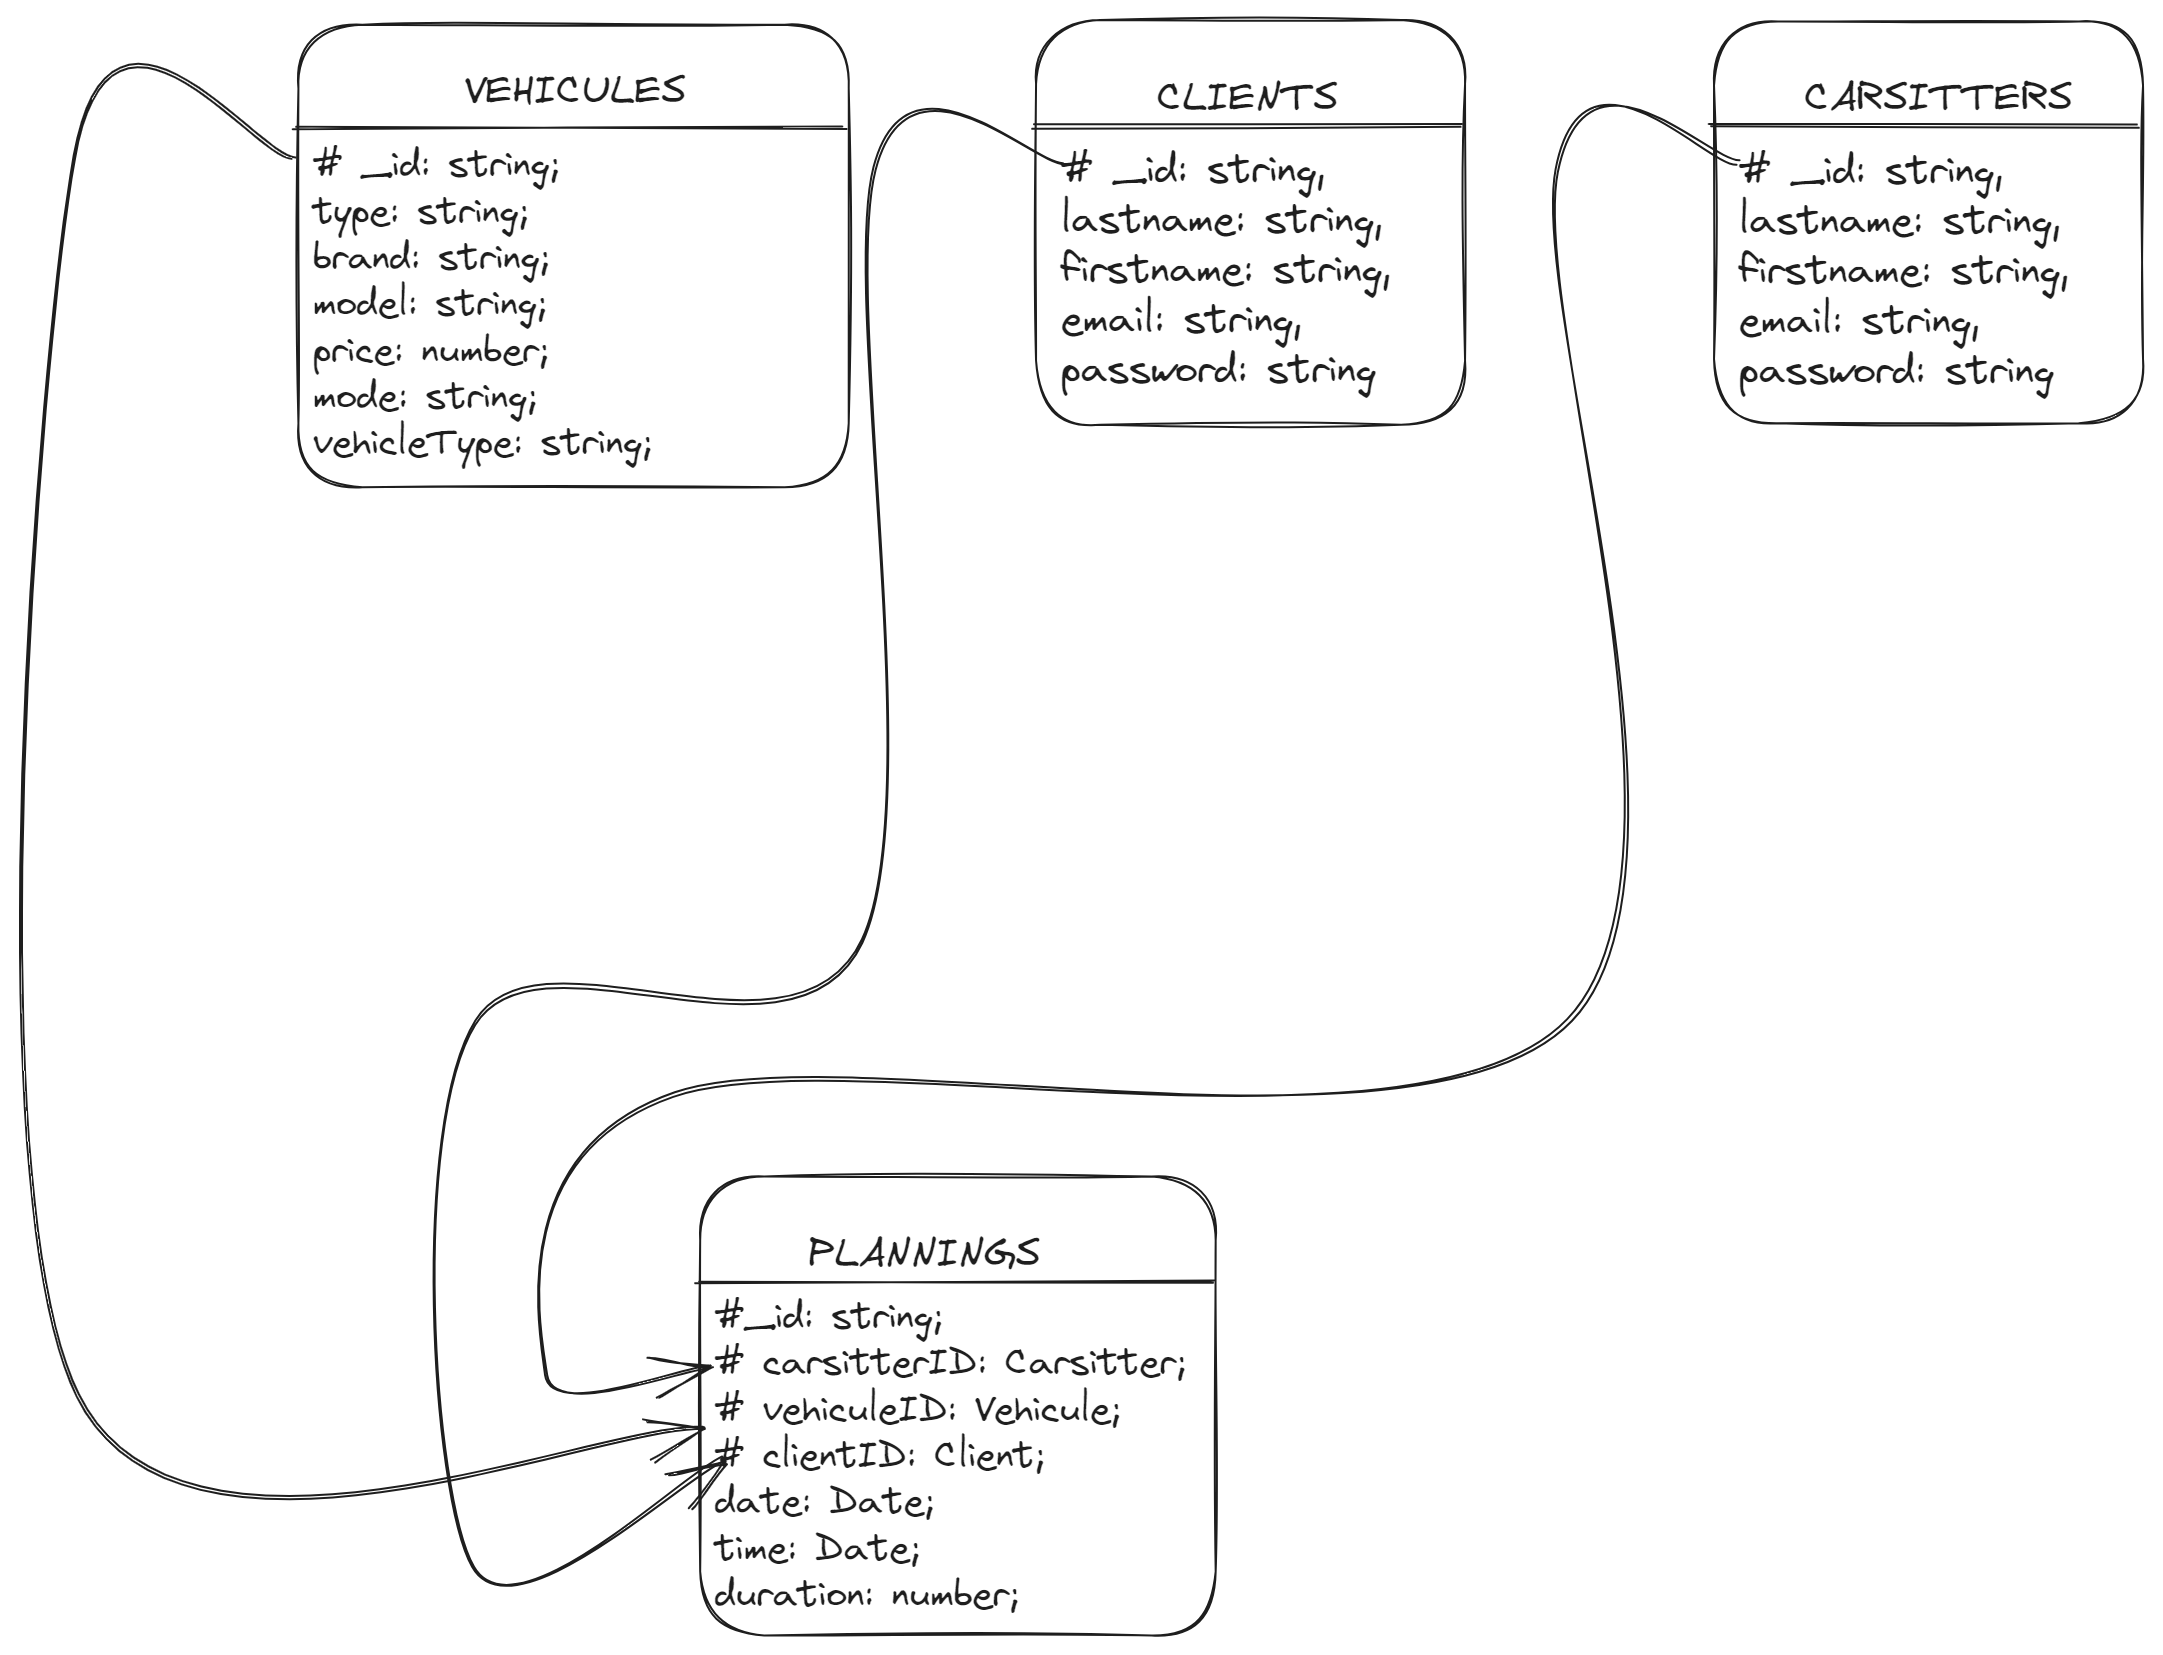 VEHICULES
# _id: string;
type: string;
brand: string;
model: string;
price: number;
mode: string;
vehicleType: string;
CLIENTS
# _id: string,
lastname: string,
firstname: string,
email: string,
password: string
CARSITTERS
# _id: string,
lastname: string,
firstname: string,
email: string,
password: string
PLANNINGS
#_id: string;
# carsitterID: Carsitter;
# vehiculeID: Vehicule;
# clientID: Client;
date: Date;
time: Date;
duration: number;